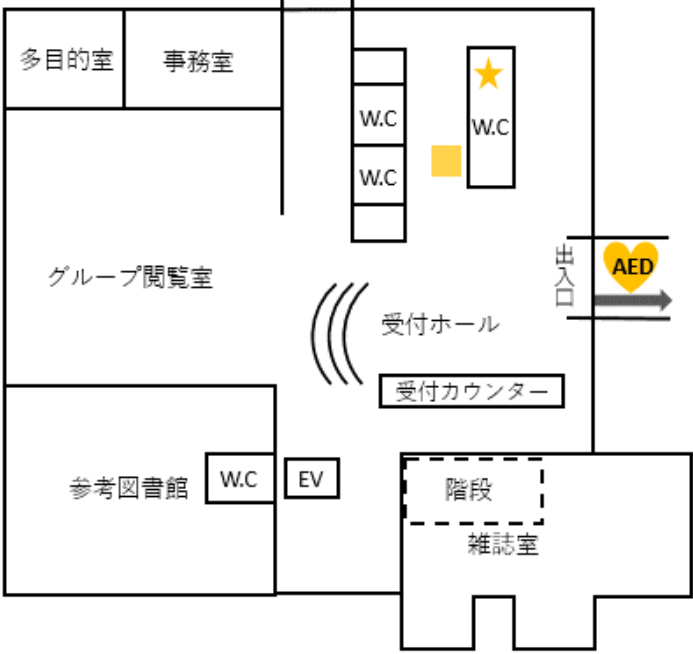 多目的室
事務室
W.C
W.C
W.C
グループ閲覧室
出入口
AED
受付ホール
受付カウンター
参考図書館
W.C
EV
階段
雑誌室